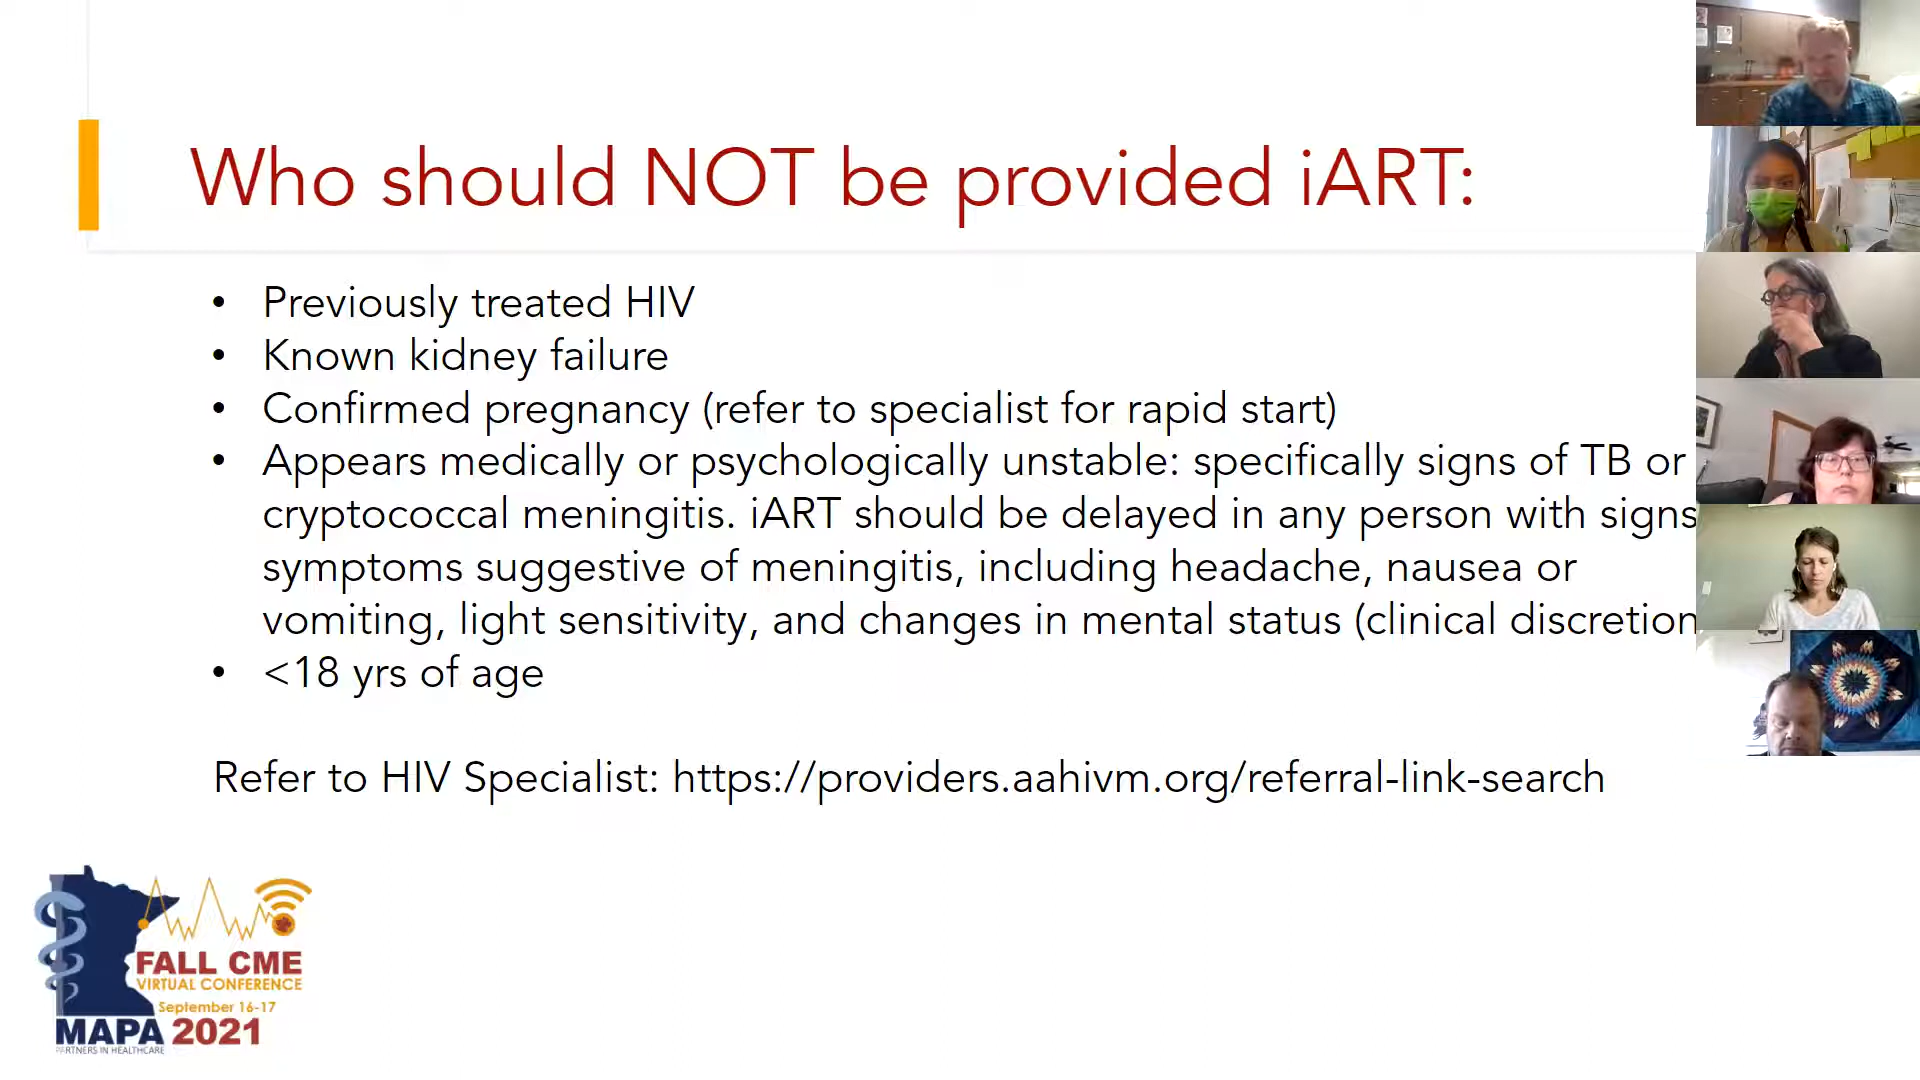 Who should NOT be provided iART:
• Previously treated HIV
• Known kidney failure
• Confirmed pregnancy (refer to specialist for rapid start)
• Appears medically or psychologically unstable: specifically signs of TB or
cryptococcal meningitis. iART should be delayed in any person with signs
symptoms suggestive of meningitis, including headache, nausea or
vomiting, light sensitivity, and changes in mental status (clinical discretion
• <18 yrs of age
Refer to HIV Specialist: https://providers.aahivm.org/referral-link-search
FALL CME
VIRTUAL CONFERENCE
September 16-17
MAPA 2021
PARTNERS IN HEALTHCARE